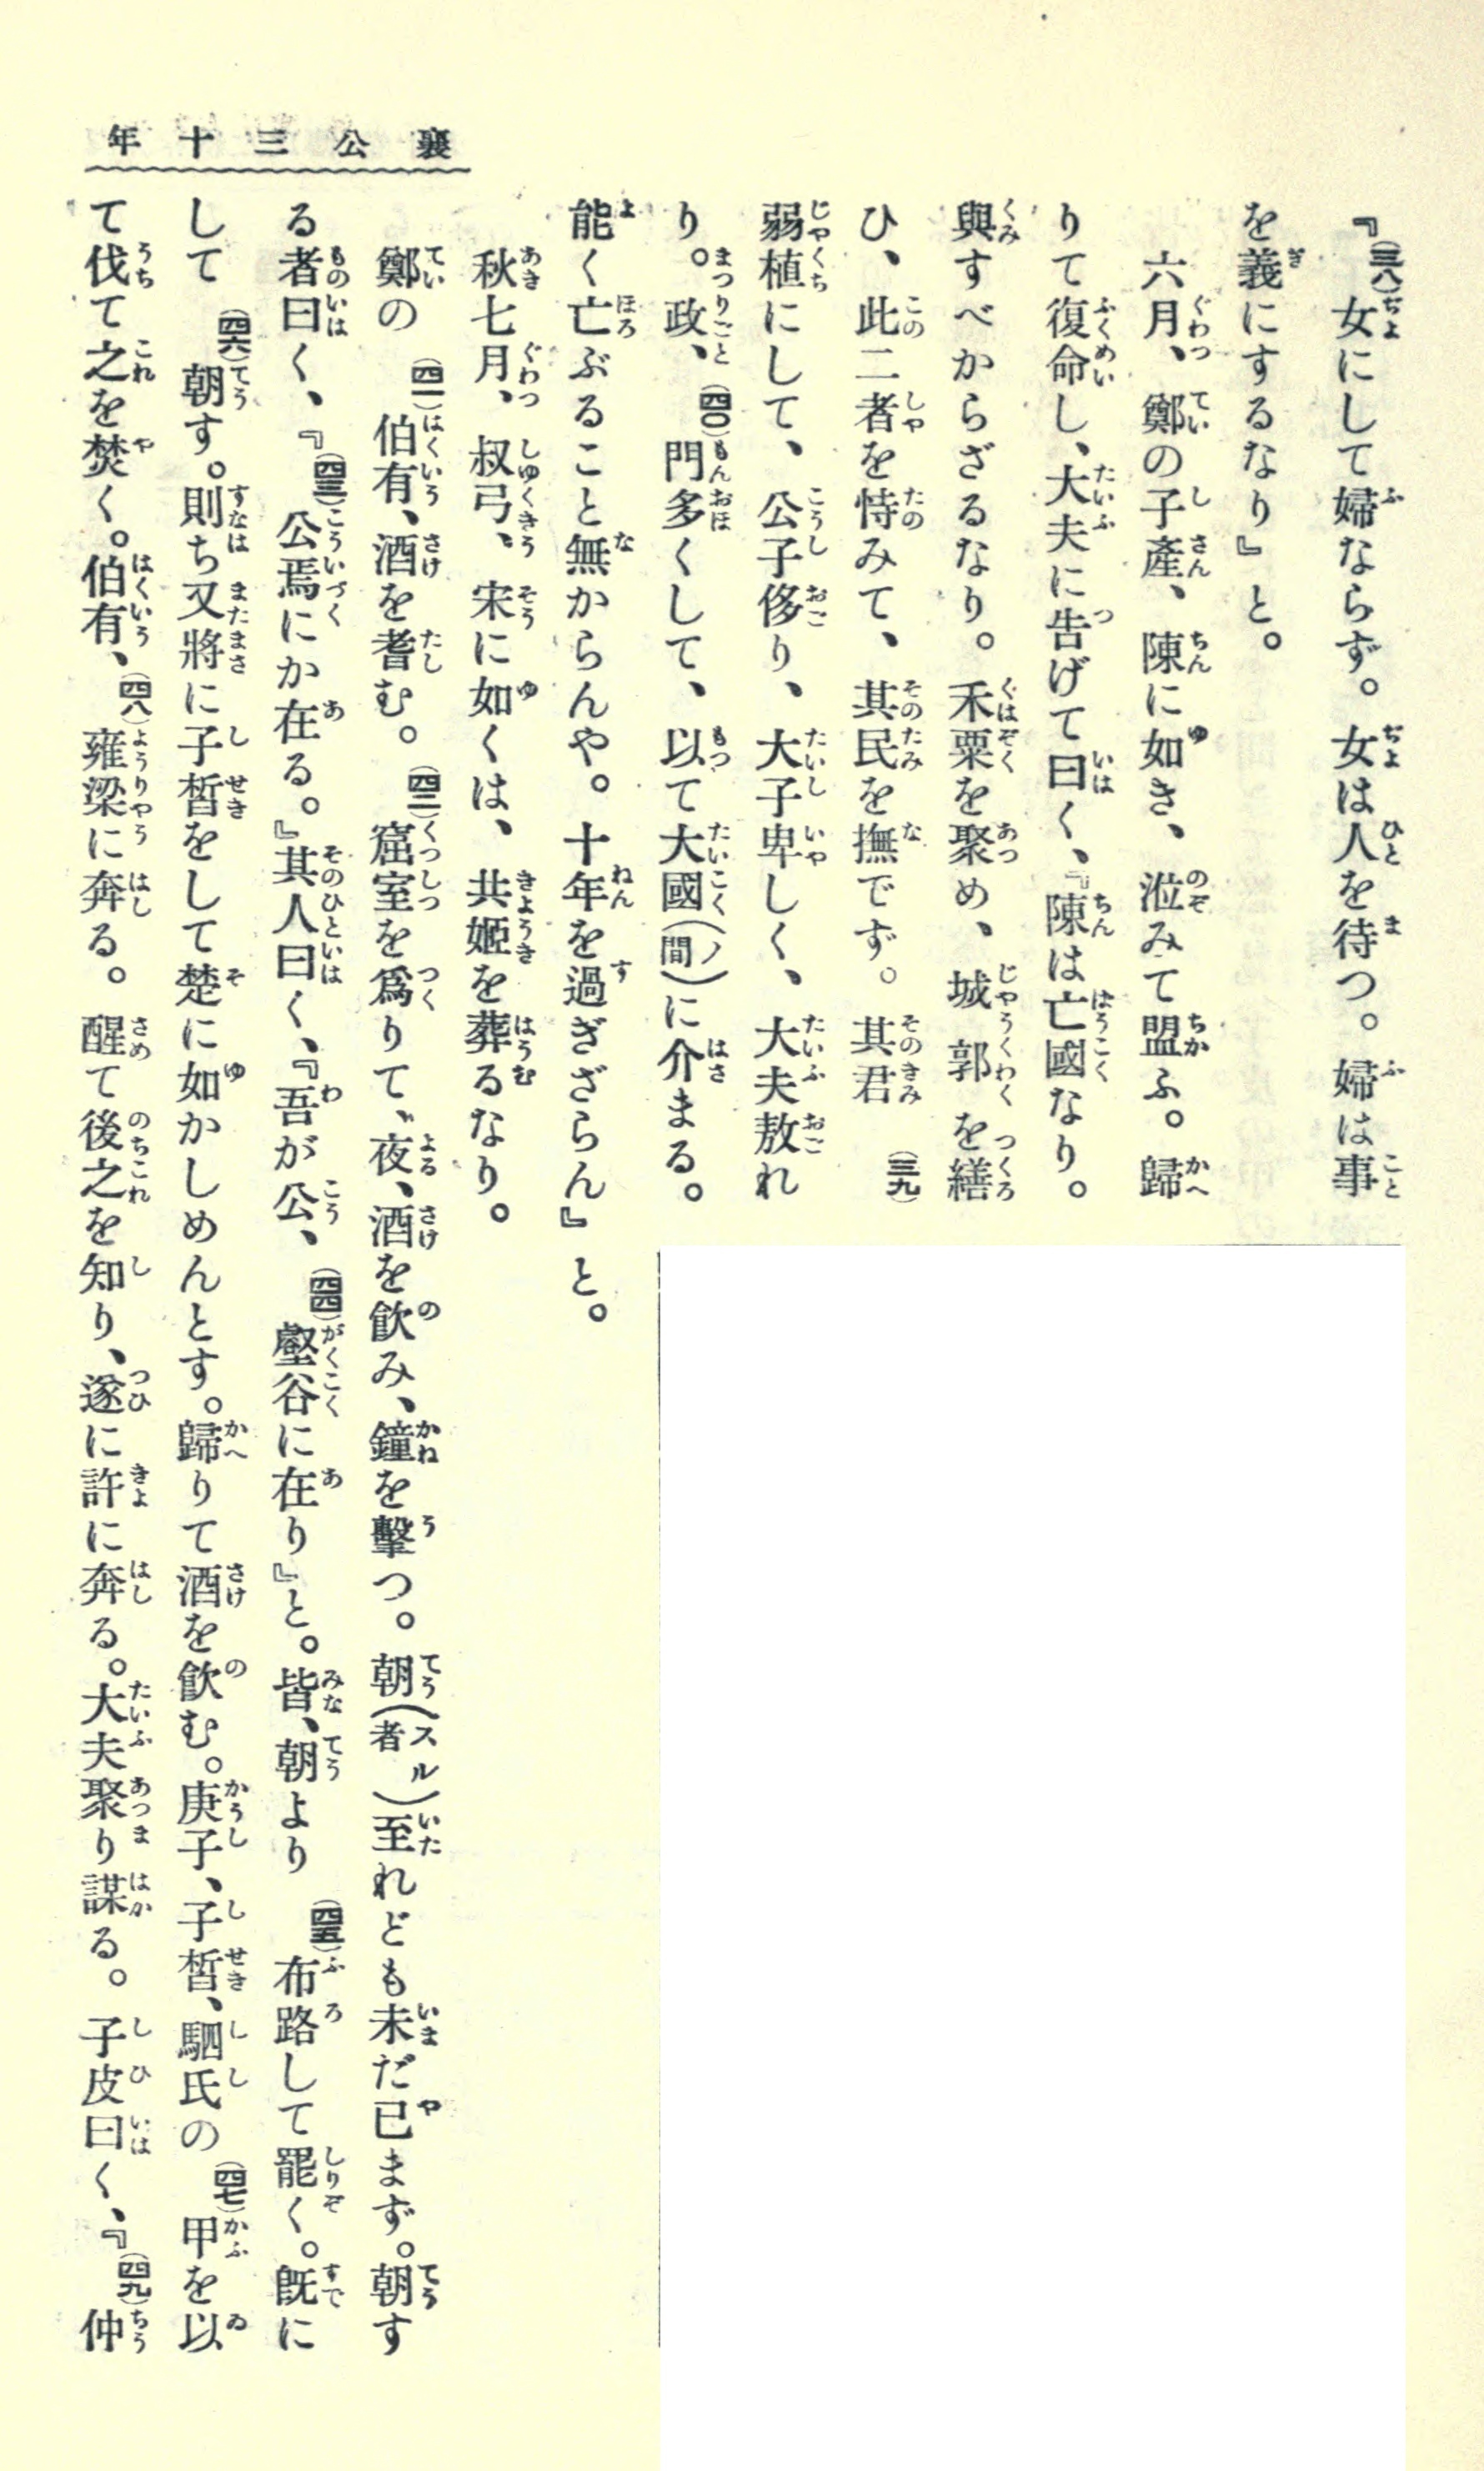 襄公三十年
『(三八)女にして婦ならず。女は人を待つ。婦は事
を義にするなり』と。
六月、鄭の子產、陳に如き、涖みて盟ふ。歸
りて復命し、大夫に告げて曰く、『陳は亡國なり。
與すべからざるなり。禾粟を聚め、城郭を繕
ひ、此二者を恃みて、其民を撫でず。其君(三九)
弱植にして、公子侈り、大子卑しく、大夫敖れ
り。政、(四〇)門多くして、以て大國(ノ間)に介まる。
能く亡ぶること無からんや。十年を過ぎざらん』と。
秋七月、叔弓、宋に如くは、共姬を葬るなり。
鄭の(四一)伯有、酒を耆む。(四二)窟室を爲りて、夜、酒を飮み、鐘を擊つ。朝(スル者)至れども未だ已まず。朝す
る者曰く、『(四三)公焉にか在る。』其人曰く、『吾が公、(四四)壑谷に在り』と。皆、朝より(四五)布路して罷く。既に
して(四六)朝す。則ち又將に子皙をして楚に如かしめんとす。歸りて酒を飮む。庚子、子皙、駟氏の(四七)甲を以
て伐て之を焚く。伯有、(四八)雍梁に奔る。醒て後之を知り、遂に許に奔る。大夫聚り謀る。子皮曰く、『(四九)仲